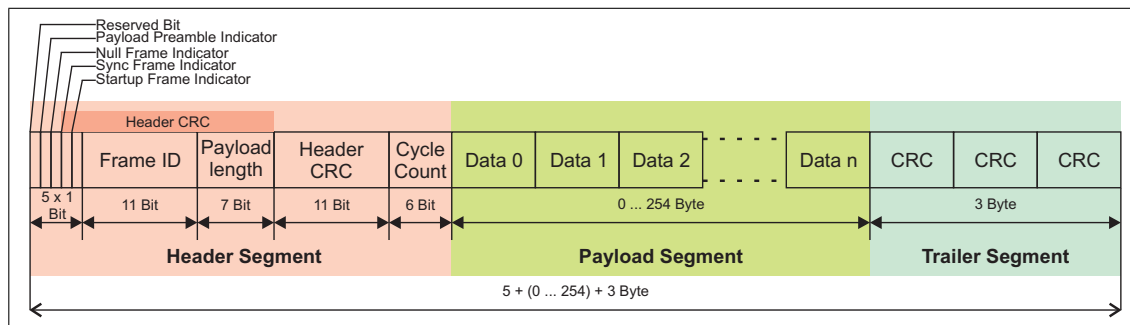 Reserved Bit
Payload Preamble Indicator
Null Frame Indicator
Sync Frame Indicator
Startup Frame Indicator
Header CRC
Frame ID
Payload
length
Header
CRC
Cycle
Count
Data 0
Data 1
Data 2
Data n
CRC
CRC
CRC
5 x 1
Bit
11 Bit
7 Bit
11 Bit
6 Bit
0 ... 254 Byte
3 Byte
Header Segment
Payload Segment
Trailer Segment
5 + (0 ... 254) + 3 Byte